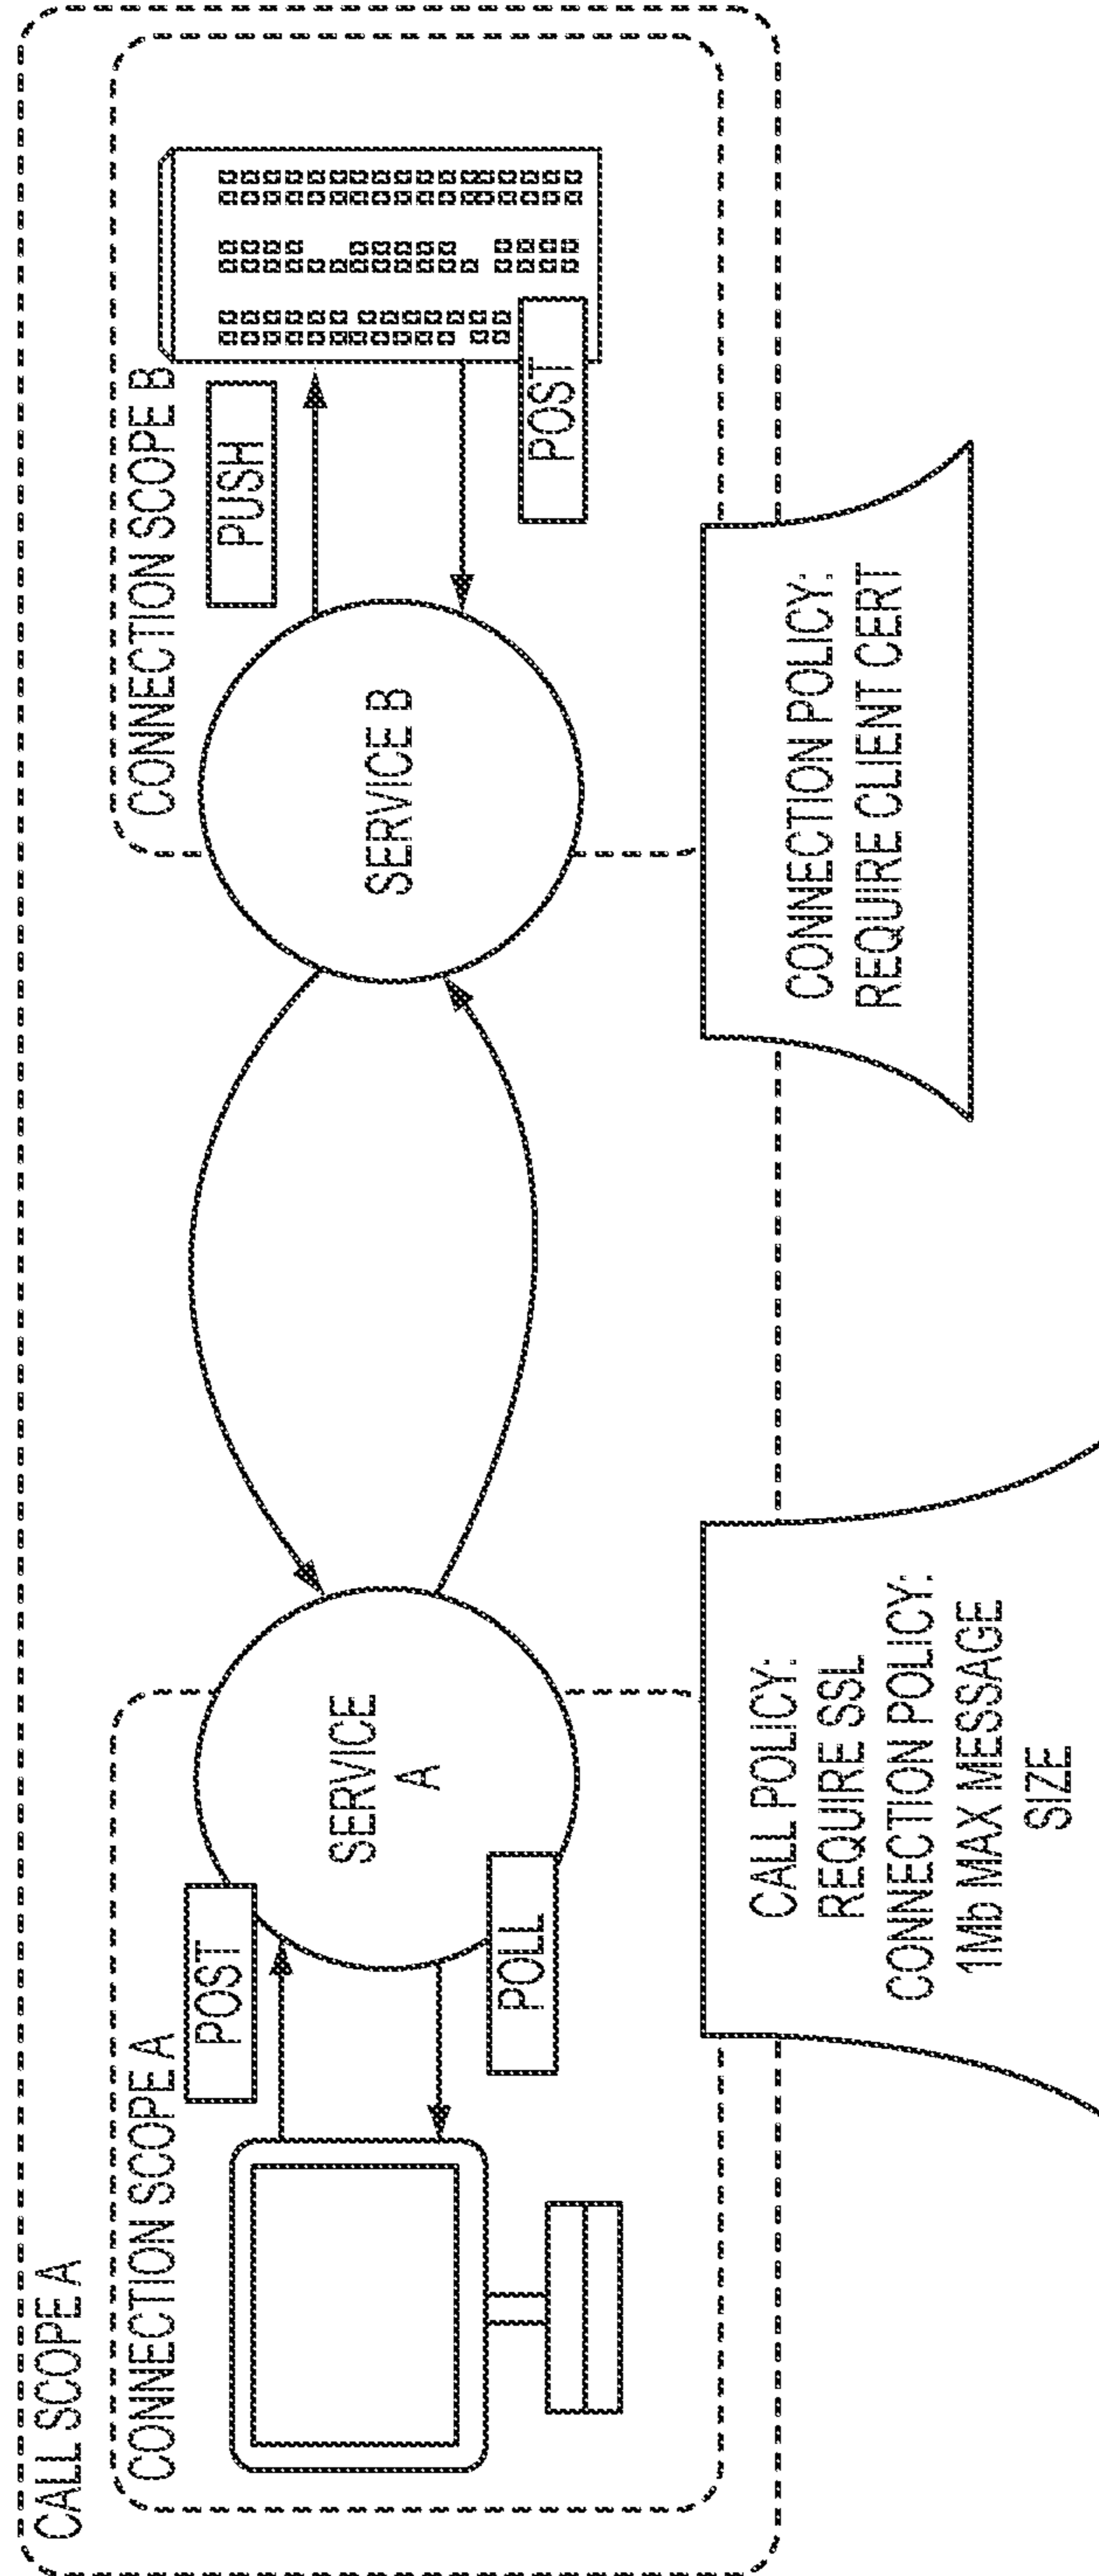 CALL SCOPE A
CONNECTION SCOPE A
CONNECTION SCOPE B
POST
PUSH
SERVICE
A
SERVICE B
POLL
POST
CALL POLICY:
REQUIRE SSL
CONNECTION POLICY:
1Mb MAX MESSAGE
SIZE
CONNECTION POLICY:
REQUIRE CLIENT CERT